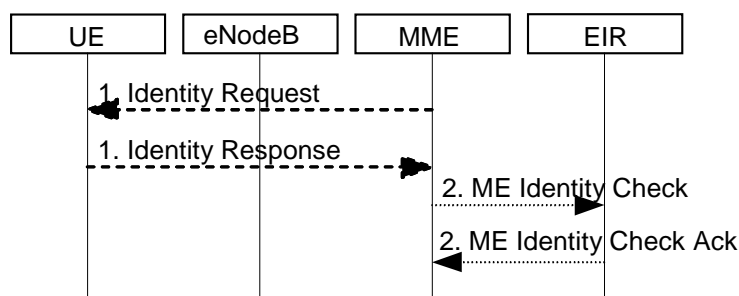 UE eNodeB MME EIR
1. Identity Request
1. Identity Response
2. ME Identity Check
2. ME Identity Check Ack